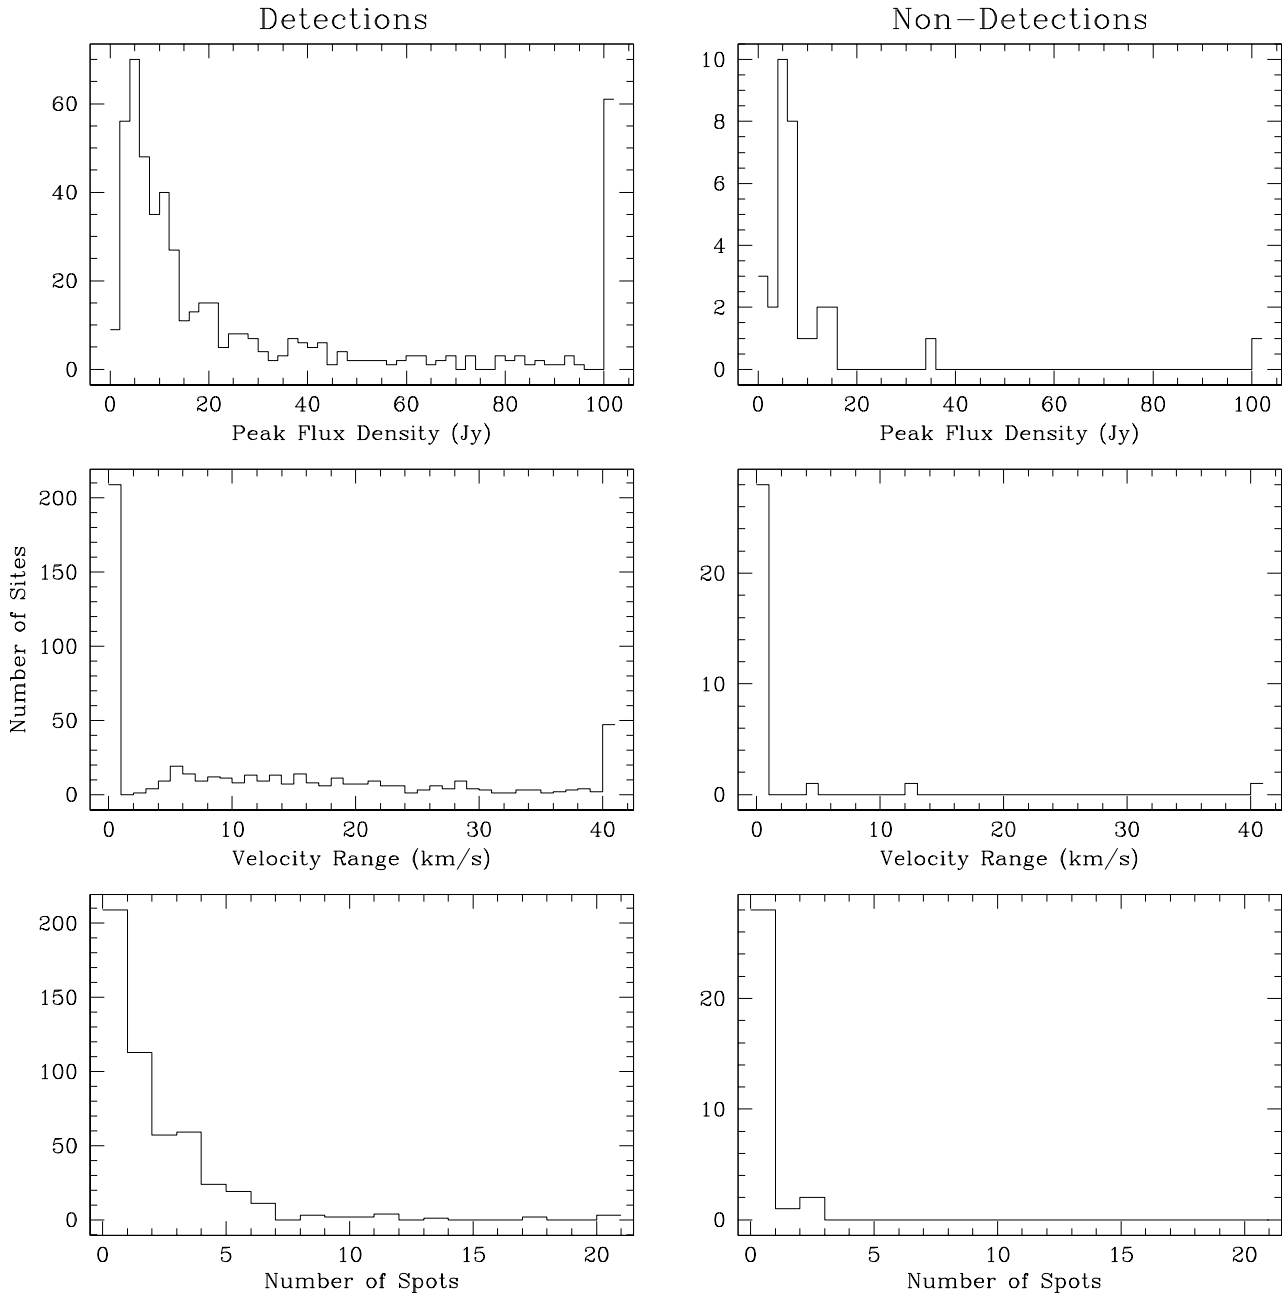 Detections
Non-Detections
60
40
20
0
0 20 40 60 80 100
Peak Flux Density (Jy)
10
8
6
4
2
0
0 20 40 60 80 100
Peak Flux Density (Jy)
Number of Sites
200
150
100
50
0
0 10 20 30 40
Velocity Range (km/s)
20
10
0
0 10 20 30 40
Velocity Range (km/s)
200
150
100
50
0
0 5 10 15 20
Number of Spots
20
10
0
0 5 10 15 20
Number of Spots